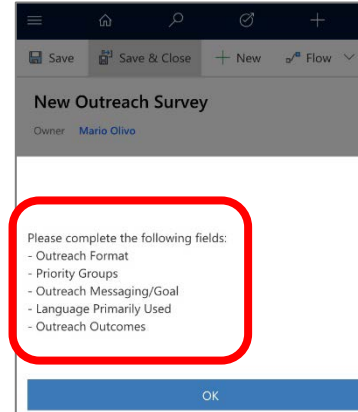 Save Save & Close New Flow
New Outreach Survey
Owner Mario Olivo
Please complete the following fields:
- Outreach Format
- Priority Groups
- Outreach Messaging/Goal
- Language Primarily Used
- Outreach Outcomes
OK